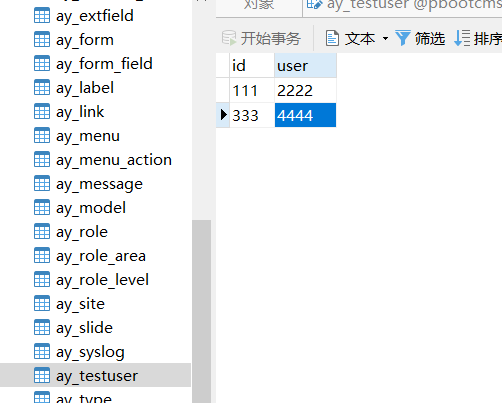 对象
ay_testuser @pbootcms
开始事务 文本 筛选 排序
id user
111 2222
333 4444
ay_extfield
ay_form
ay_form_field
ay_label
ay_link
ay_menu
ay_menu_action
ay_message
ay_model
ay_role
ay_role_area
ay_role_level
ay_site
ay_slide
ay_syslog
ay_testuser
ay_type